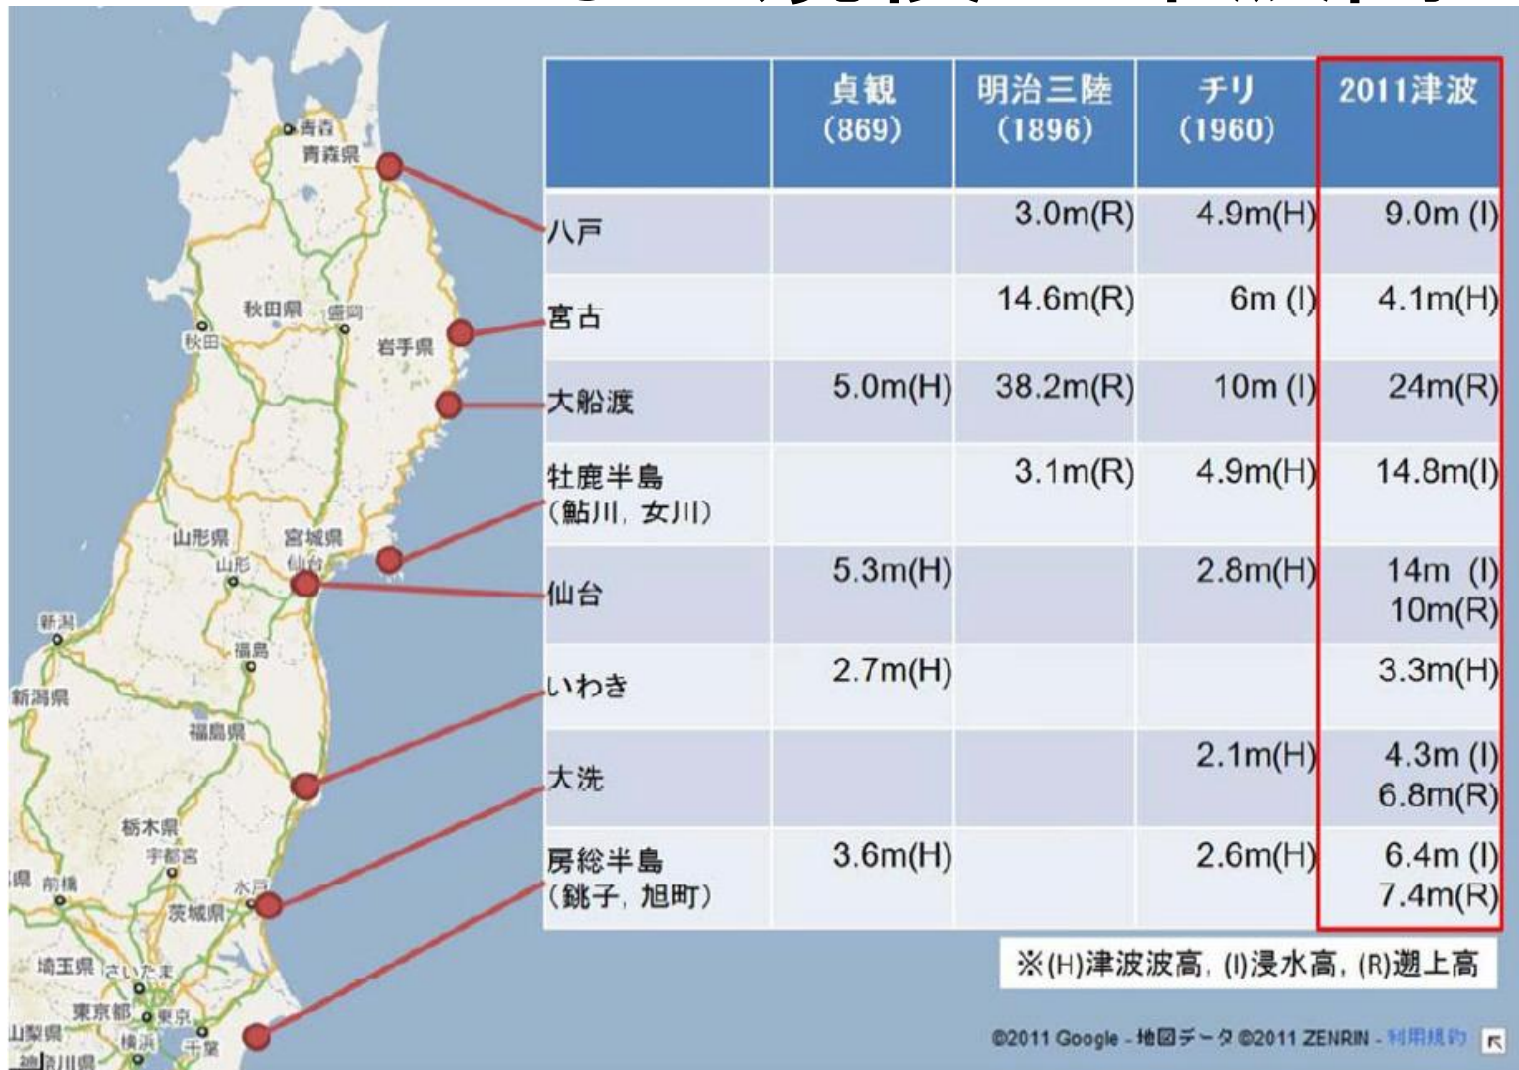 貞観
(869)
明治三陸
(1896)
チリ
(1960)
2011津波
八戸
3.0m(R)
4.9m(H)
9.0m (I)
宮古
14.6m(R)
6m (I)
4.1m(H)
大船渡
5.0m(H)
38.2m(R)
10m (I)
24m(R)
牡鹿半島
(鮎川, 女川)
3.1m(R)
4.9m(H)
14.8m(I)
仙台
5.3m(H)
2.8m(H)
14m (I)
10m(R)
いわき
2.7m(H)
3.3m(H)
大洗
2.1m(H)
4.3m (I)
6.8m(R)
房総半島
(銚子, 旭町)
3.6m(H)
2.6m(H)
6.4m (I)
7.4m(R)
※(H)津波波高, (I)浸水高, (R)遡上高
©2011 Google - 地図データ ©2011 ZENRIN - 利用規約
青森
青森県
秋田県
盛岡
秋田
岩手県
山形県
宮城県
山形
仙台
新潟
福島
新潟県
福島県
栃木県
宇都宮
前橋
水戸
茨城県
埼玉県
さいたま
東京都
東京
山梨県
横浜
千葉